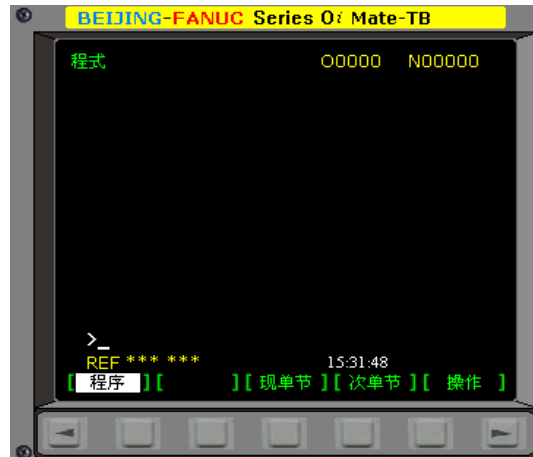 BEIJING-FANUC Series 0i Mate-TB
程式 O0000 N00000
>_
REF *** ***
15:31:48
[ 程序 ] [ ] [ 现单节 ] [ 次单节 ] [ 操作 ]